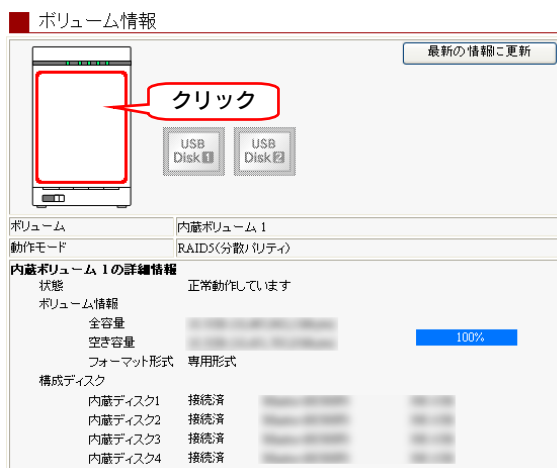 ボリューム情報
最新の情報に更新
クリック
USB Disk 1
USB Disk 2
ボリューム 内蔵ボリューム 1
動作モード RAID5(分散パリティ)
内蔵ボリューム 1の詳細情報
状態 正常動作しています
ボリューム情報
全容量
空き容量 100%
フォーマット形式 専用形式
構成ディスク
内蔵ディスク1 接続済
内蔵ディスク2 接続済
内蔵ディスク3 接続済
内蔵ディスク4 接続済